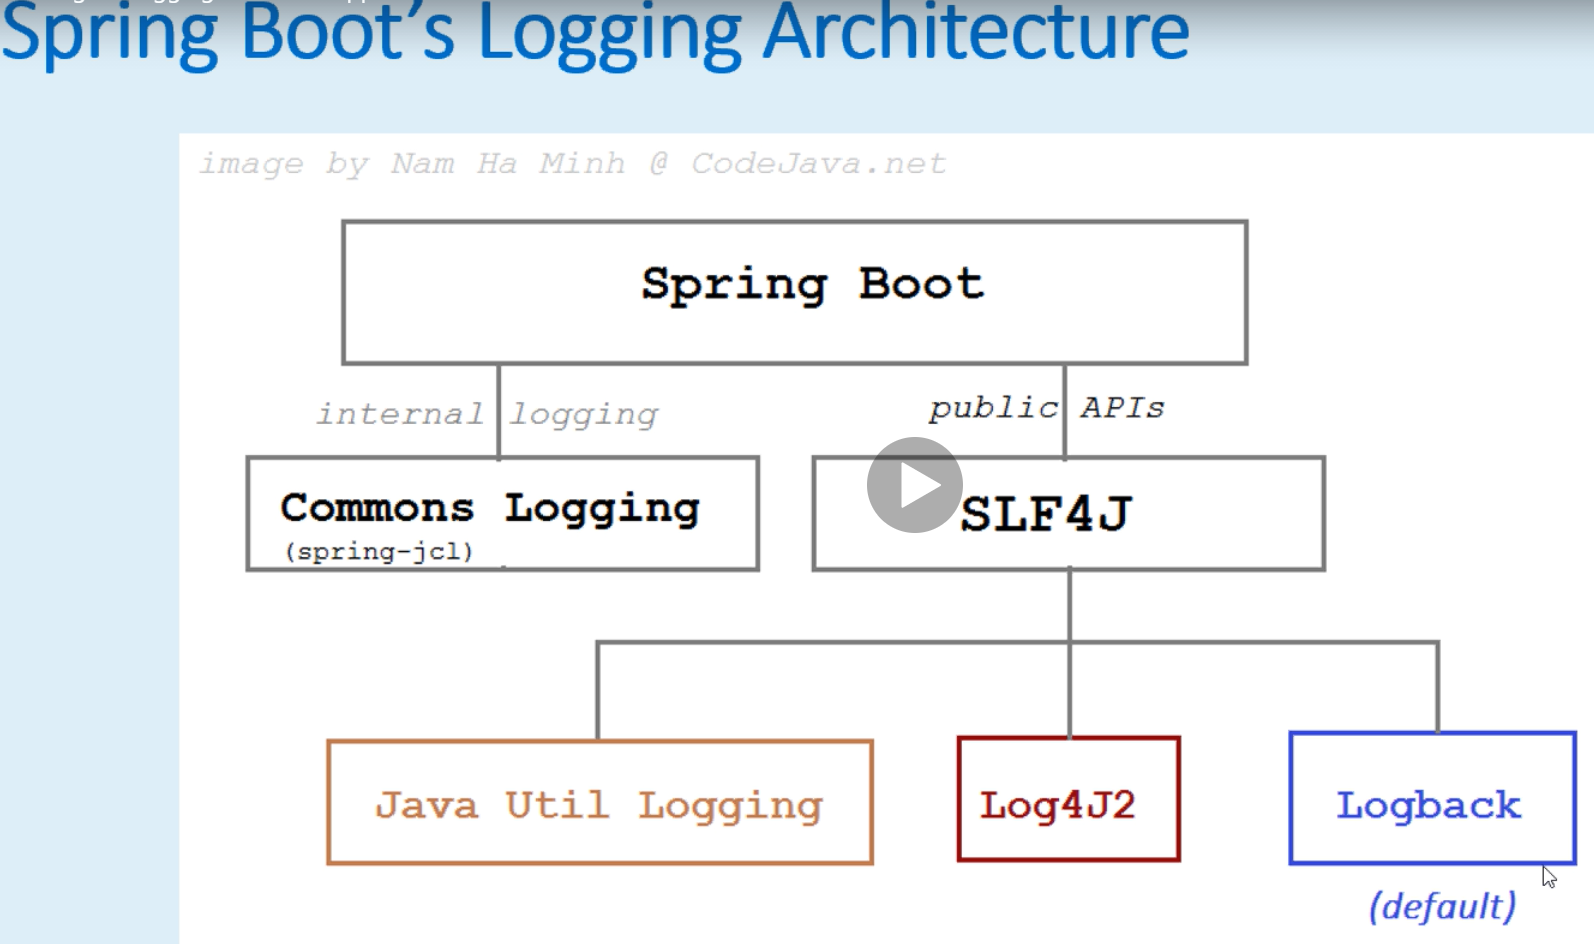 Spring Boot’s Logging Architecture
image by Nam Ha Minh @ CodeJava.net
Spring Boot
internal logging
public APIs
Commons Logging
(spring-jcl)
SLF4J
Java Util Logging
Log4J2
Logback
(default)